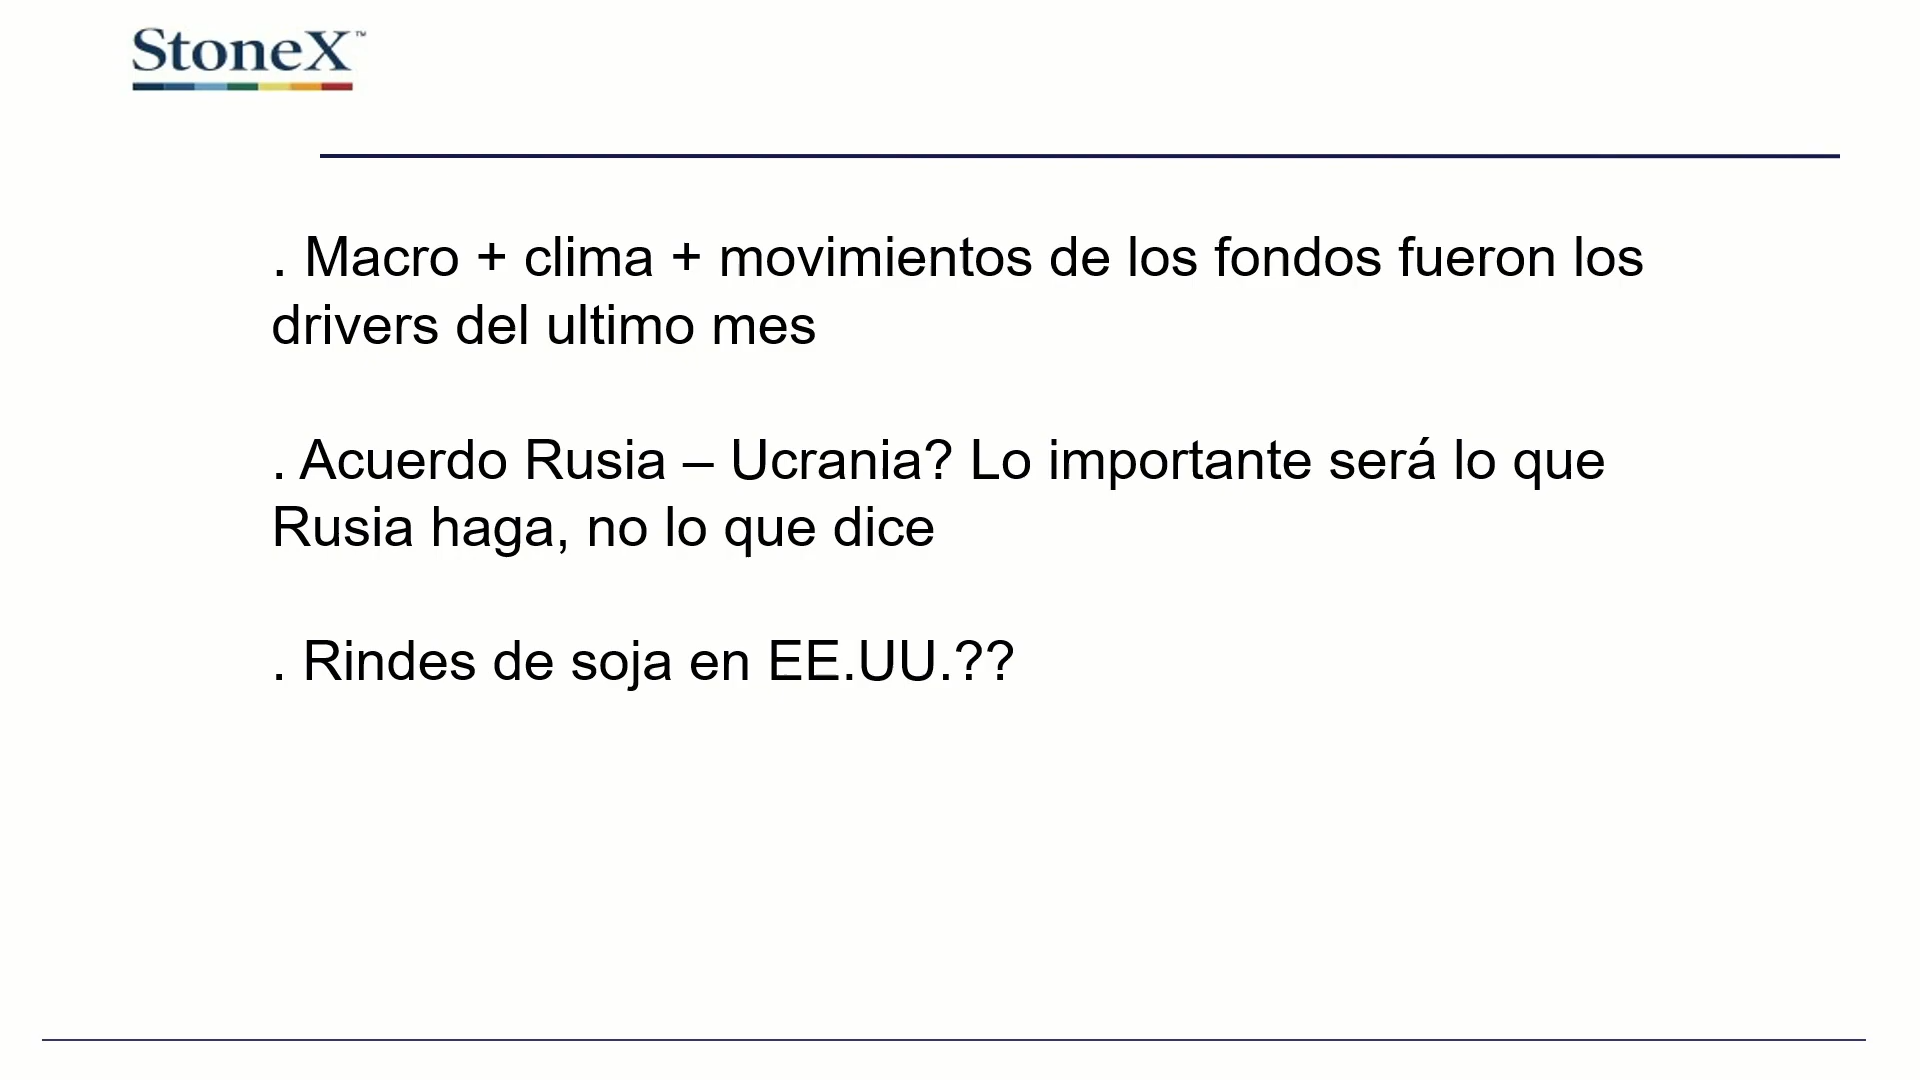 StoneX™
. Macro + clima + movimientos de los fondos fueron los
drivers del ultimo mes
. Acuerdo Rusia – Ucrania? Lo importante será lo que
Rusia haga, no lo que dice
. Rindes de soja en EE.UU.??